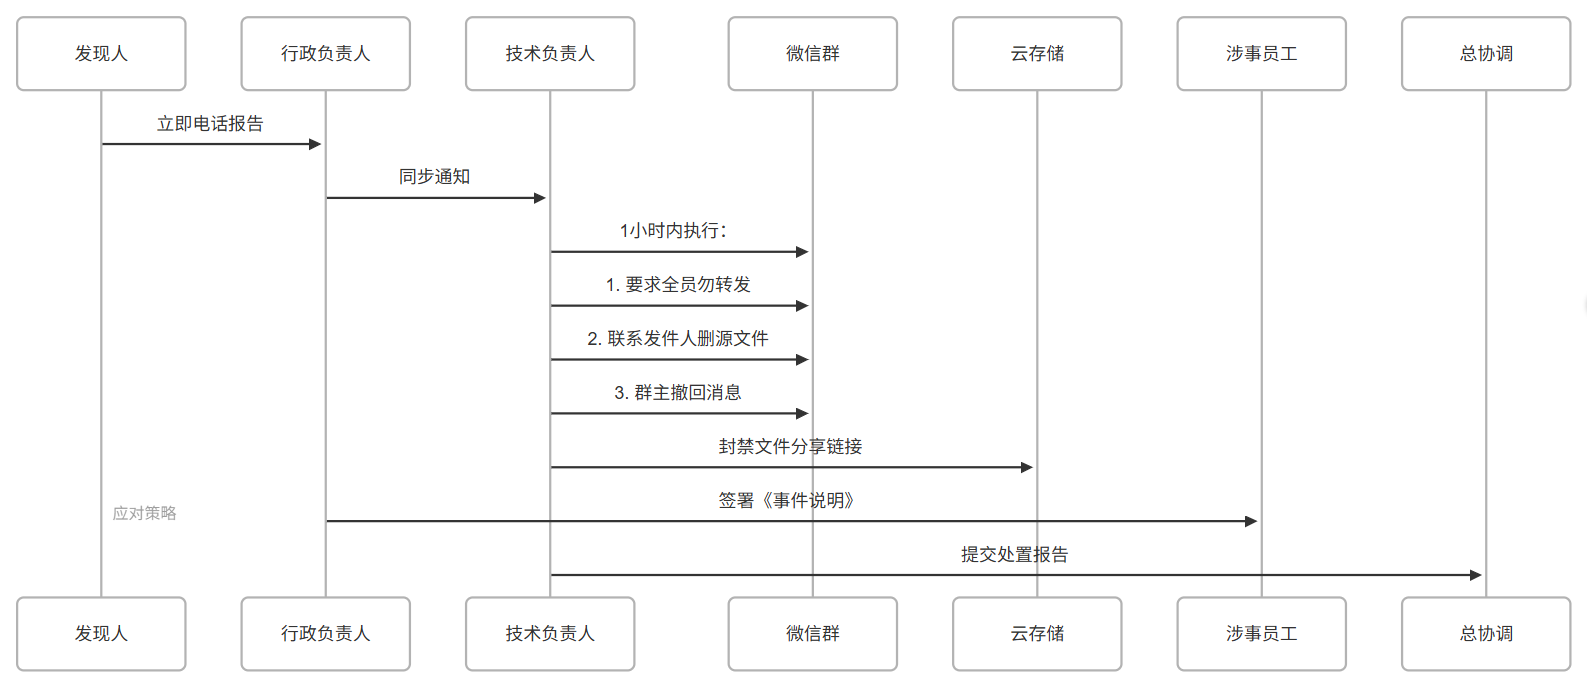 发现人
行政负责人
技术负责人
微信群
云存储
涉事员工
总协调
立即电话报告
同步通知
1小时内执行：
1. 要求全员勿转发
2. 联系发件人删源文件
3. 群主撤回消息
封禁文件分享链接
签署《事件说明》
应对策略
提交处置报告
发现人
行政负责人
技术负责人
微信群
云存储
涉事员工
总协调